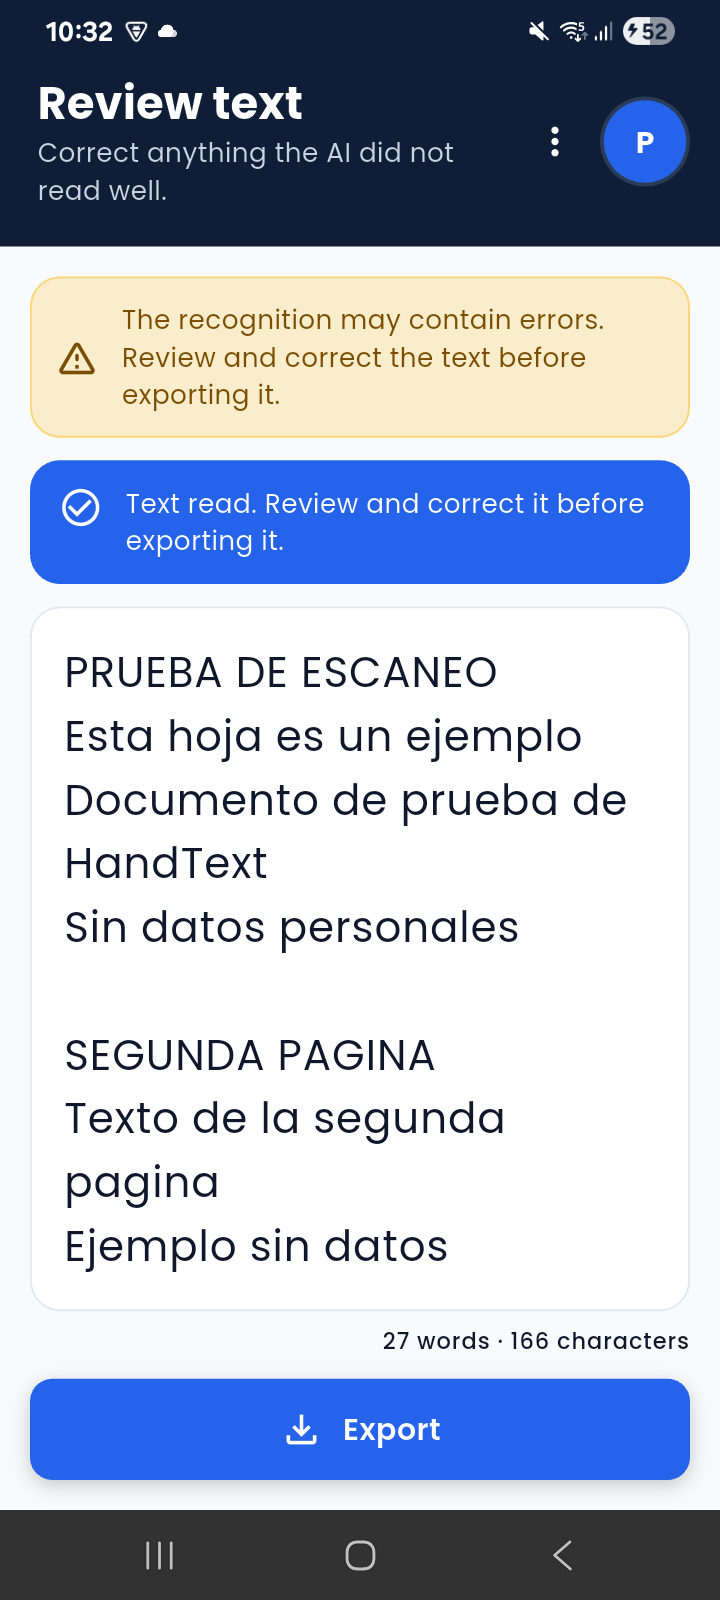 10:32
52
Review text
Correct anything the AI did not
read well.
P
The recognition may contain errors.
Review and correct the text before
exporting it.
Text read. Review and correct it before
exporting it.
PRUEBA DE ESCANEO
Esta hoja es un ejemplo
Documento de prueba de
HandText
Sin datos personales
SEGUNDA PAGINA
Texto de la segunda
pagina
Ejemplo sin datos
27 words · 166 characters
Export